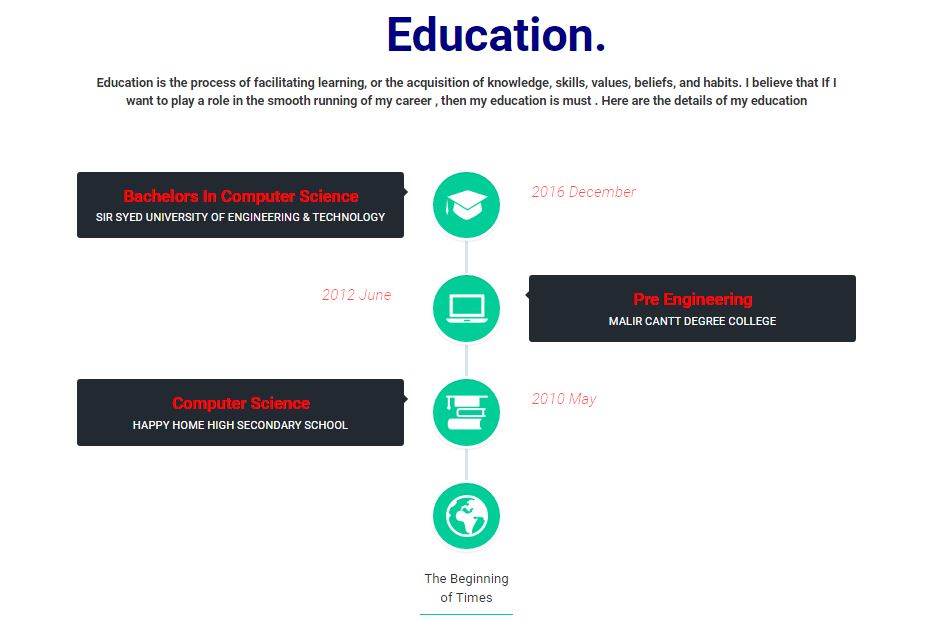 Education.
Education is the process of facilitating learning, or the acquisition of knowledge, skills, values, beliefs, and habits. I believe that If I
want to play a role in the smooth running of my career , then my education is must . Here are the details of my education
Bachelors In Computer Science
SIR SYED UNIVERSITY OF ENGINEERING & TECHNOLOGY
2016 December
2012 June
Pre Engineering
MALIR CANTT DEGREE COLLEGE
Computer Science
HAPPY HOME HIGH SECONDARY SCHOOL
2010 May
The Beginning
of Times